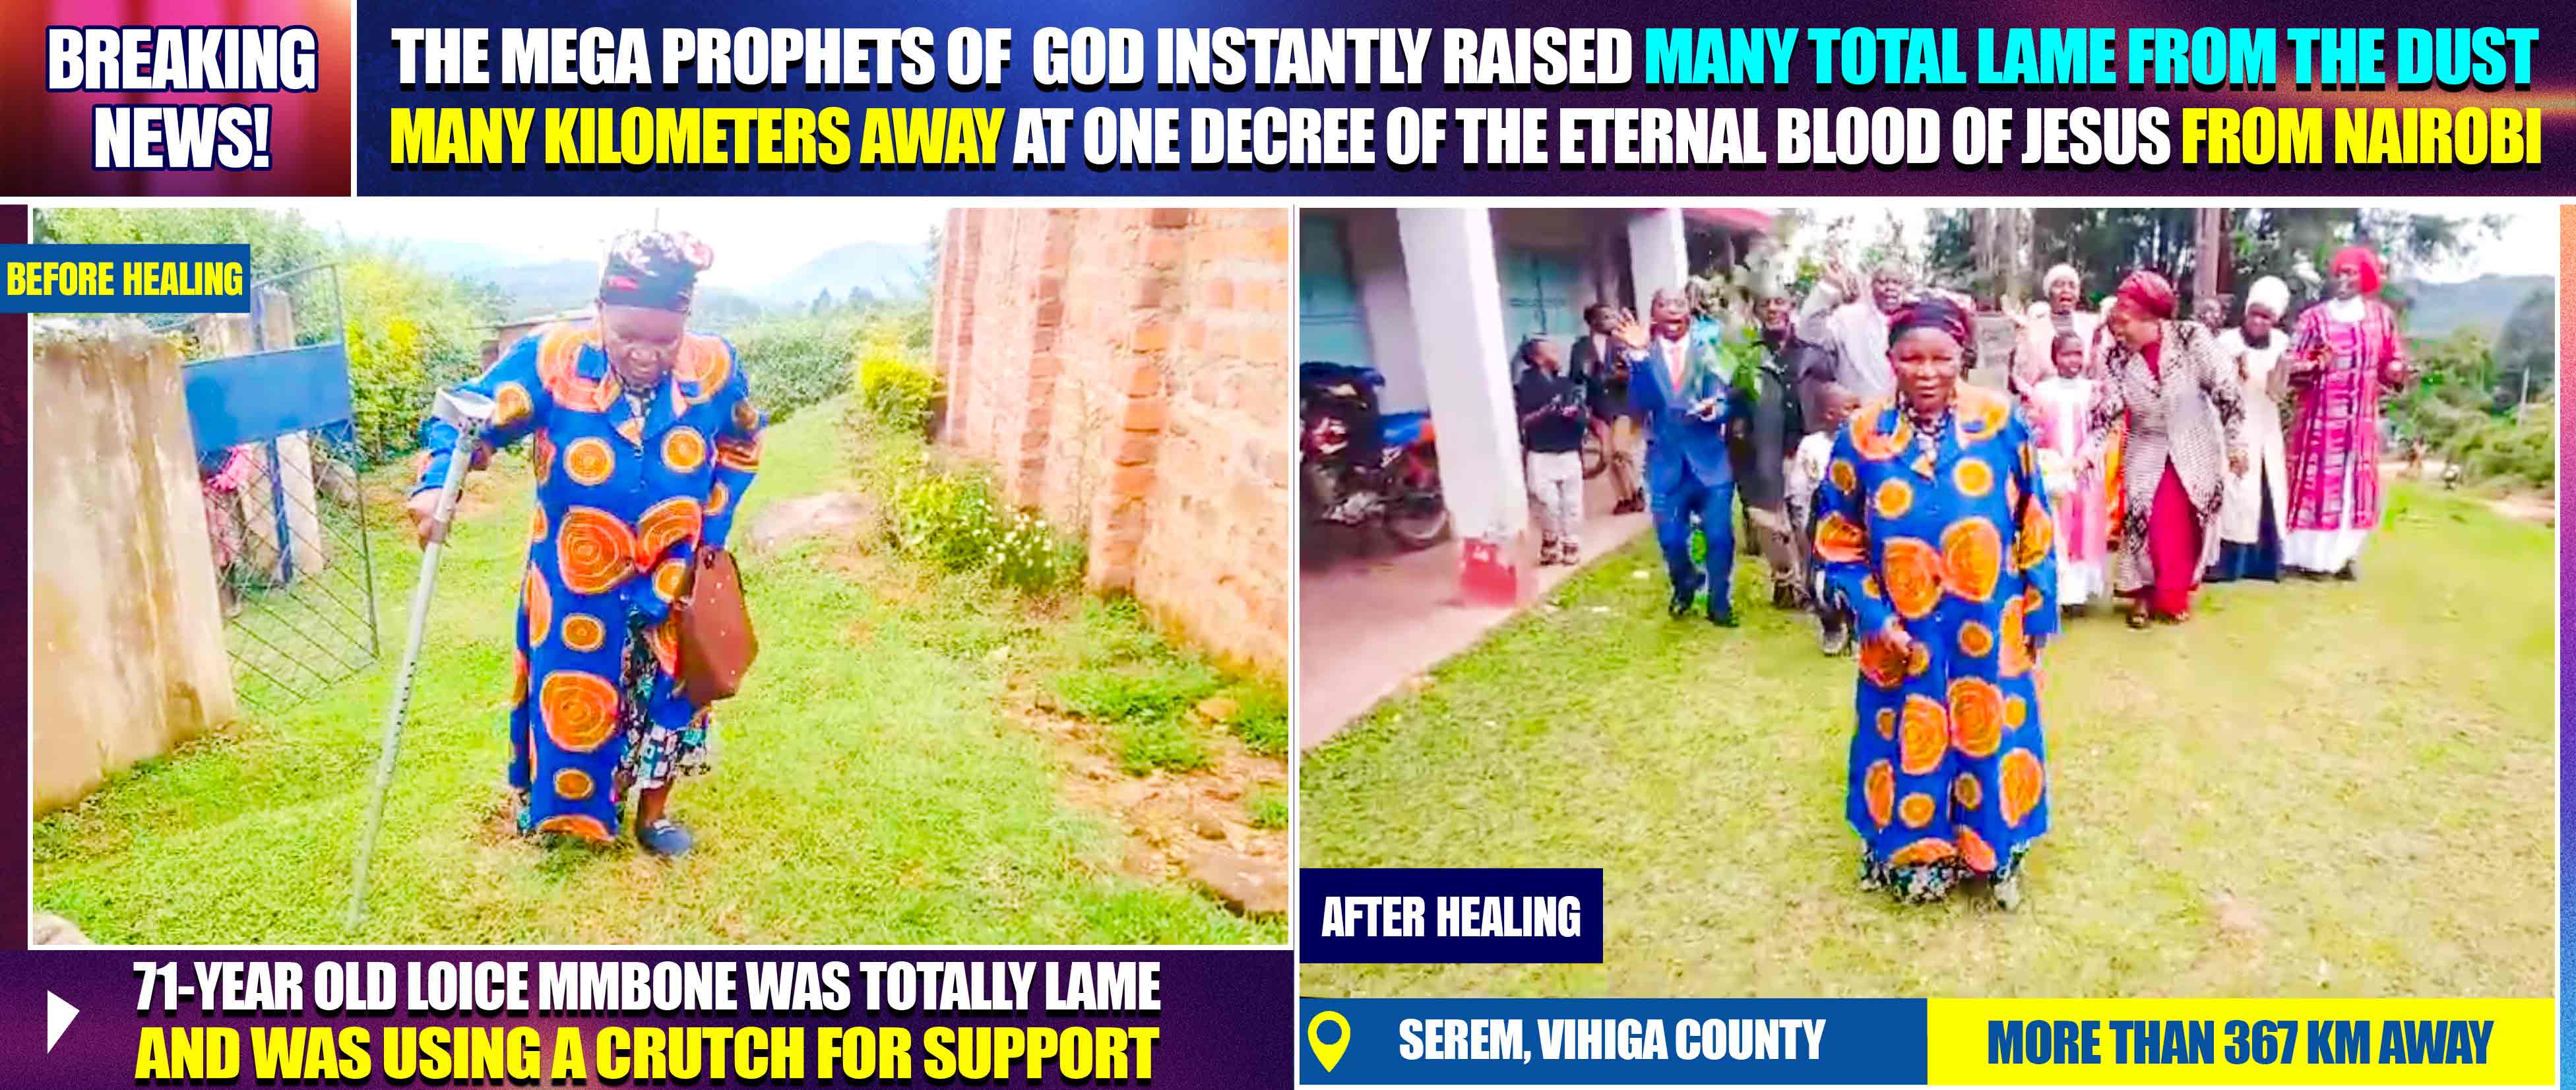 BREAKING
NEWS!
THE MEGA PROPHETS OF GOD INSTANTLY RAISED MANY TOTAL LAME FROM THE DUST
MANY KILOMETERS AWAY AT ONE DECREE OF THE ETERNAL BLOOD OF JESUS FROM NAIROBI
BEFORE HEALING
AFTER HEALING
71-YEAR OLD LOICE MMBONE WAS TOTALLY LAME
AND WAS USING A CRUTCH FOR SUPPORT
SEREM, VIHIGA COUNTY
MORE THAN 367 KM AWAY